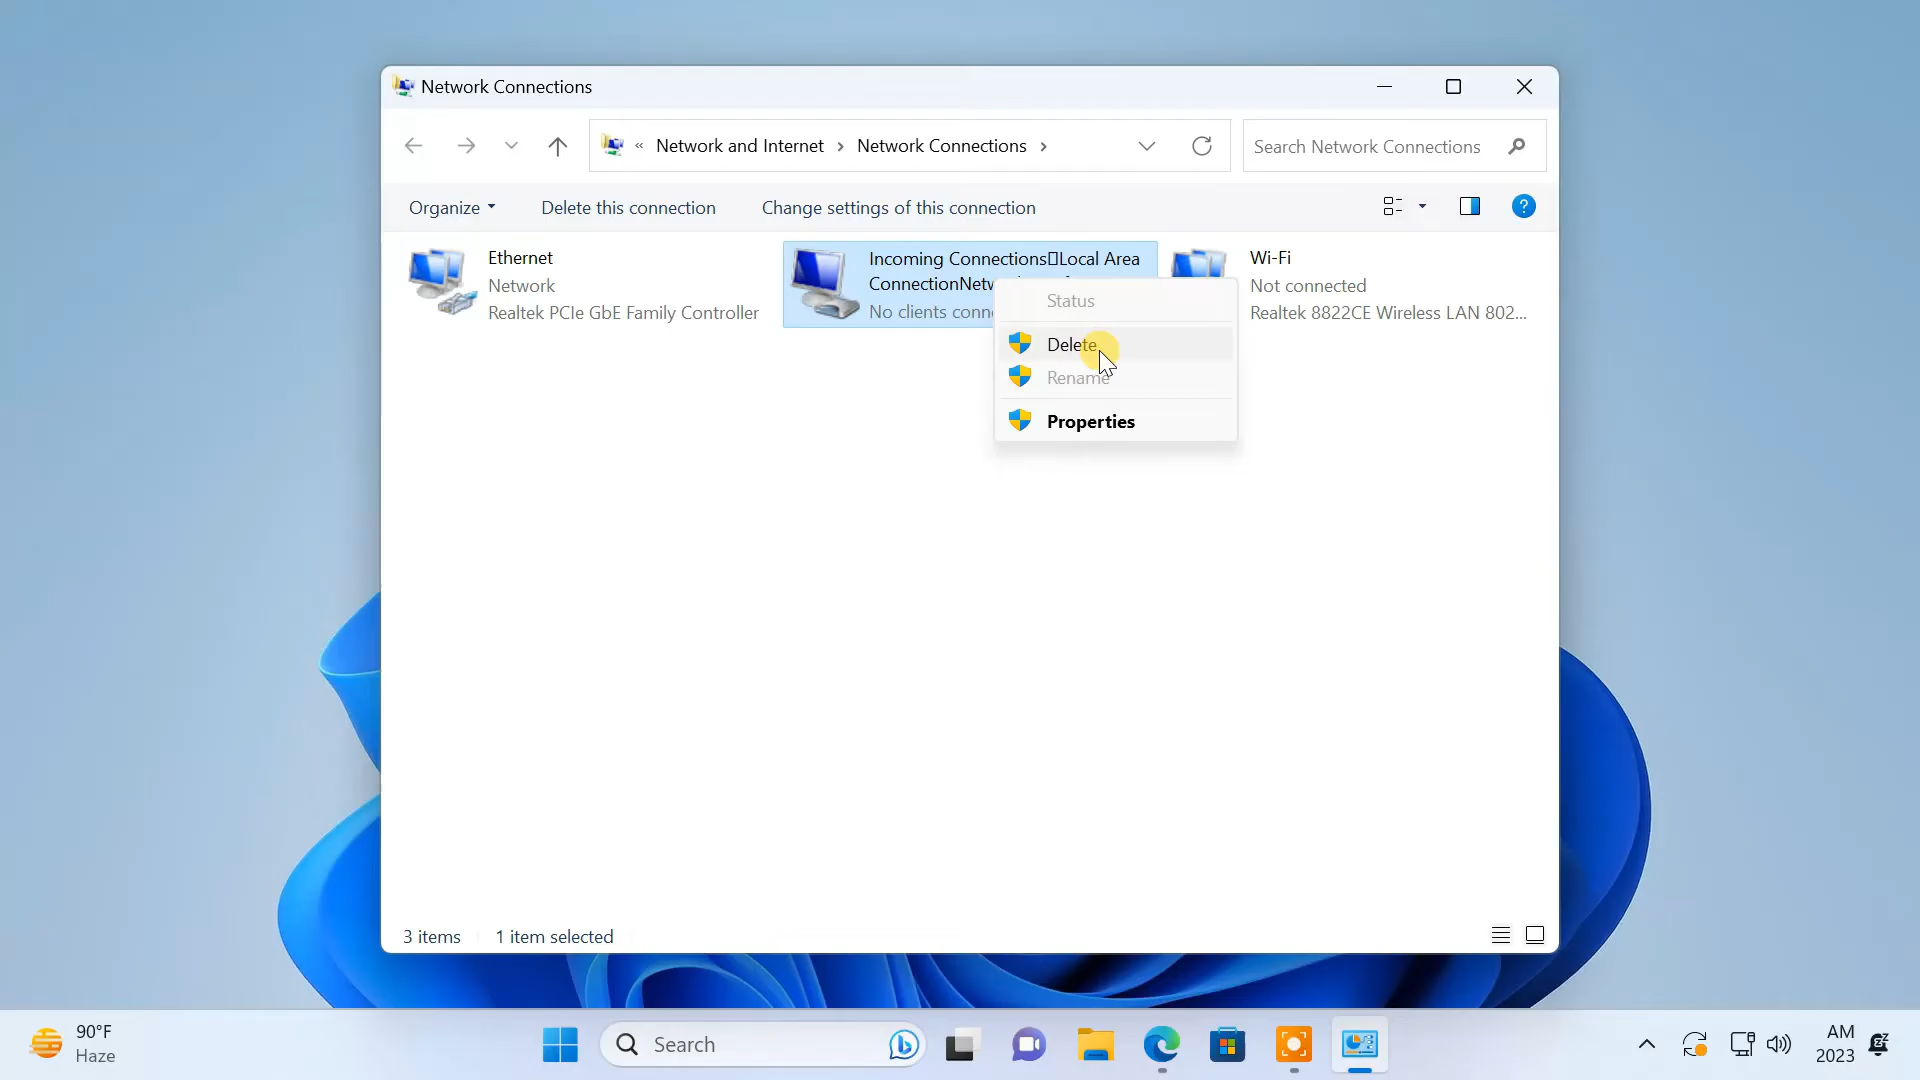 Network Connections
« Network and Internet › Network Connections ›
Search Network Connections
Organize
Delete this connection
Change settings of this connection
?
Ethernet
Network
Realtek PCIe GbE Family Controller
Incoming Connections▯Local Area
No clients
Wi-Fi
Not connected
Realtek 8822CE Wireless LAN 802...
Status
Delete
Rename
Properties
3 items
1 item selected
90°F
Haze
Search
AM
2023